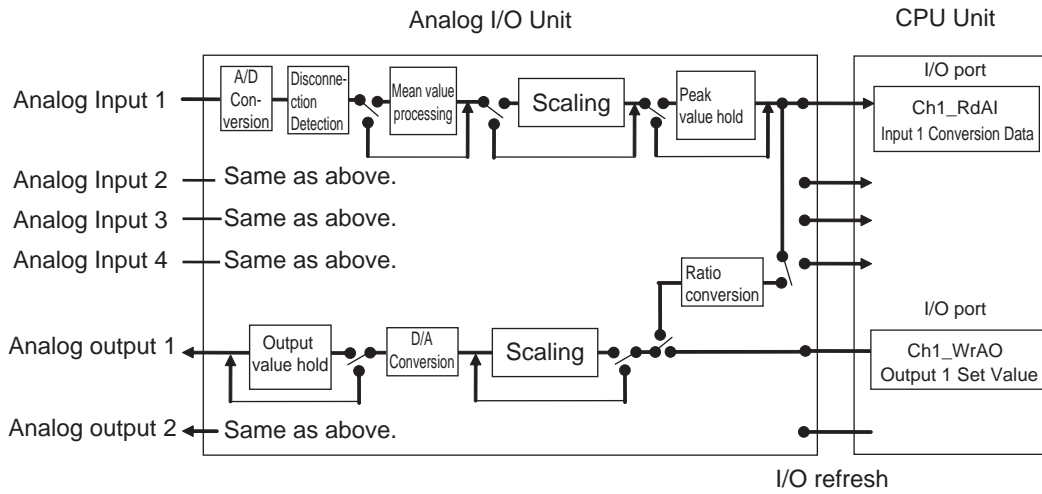 Analog I/O Unit
CPU Unit
Analog Input 1
A/D
Con-
version
Disconne-
ction
Detection
Mean value
processing
Scaling
Peak
value hold
I/O port
Ch1_RdAI
Input 1 Conversion Data
Analog Input 2
Same as above.
Analog Input 3
Same as above.
Analog Input 4
Same as above.
Ratio
conversion
I/O port
Analog output 1
Output
value hold
D/A
Conversion
Scaling
Ch1_WrAO
Output 1 Set Value
Analog output 2
Same as above.
I/O refresh